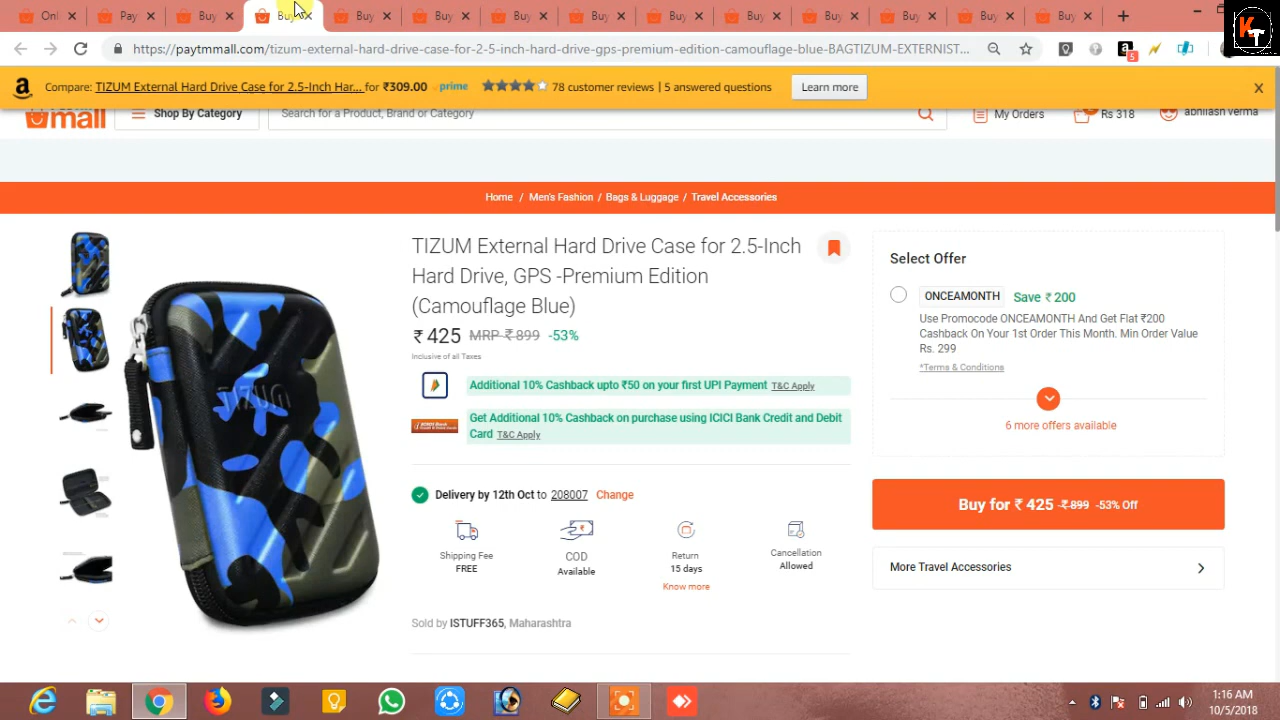 Onl
Pay
Buy
Buy
Buy
Buy
Buy
Buy
Buy
Buy
Buy
Buy
Buy
https://paytmmall.com/tizum-external-hard-drive-case-for-2-5-inch-hard-drive-gps-premium-edition-camouflage-blue-BAGTIZUM-EXTERNIST...
5
KT
a Compare: TIZUM External Hard Drive Case for 2.5-Inch Har... for ₹309.00 prime 78 customer reviews | 5 answered questions Learn more X
mall
Shop By Category
Search for a Product, Brand or Category
My Orders
Rs 318
abhilash verma
Home / Men's Fashion / Bags & Luggage / Travel Accessories
TIZUM
TIZUM External Hard Drive Case for 2.5-Inch
Hard Drive, GPS -Premium Edition
(Camouflage Blue)
₹ 425 MRP ₹ 899 -53%
Inclusive of all Taxes
Additional 10% Cashback upto ₹50 on your first UPI Payment T&C Apply
Get Additional 10% Cashback on purchase using ICICI Bank Credit and Debit
Card T&C Apply
Delivery by 12th Oct to 208007 Change
Shipping Fee
FREE
COD
Available
Return
15 days
Know more
Cancellation
Allowed
Sold by ISTUFF365, Maharashtra
Select Offer
ONCEAMONTH Save ₹ 200
Use Promocode ONCEAMONTH And Get Flat ₹200
Cashback On Your 1st Order This Month. Min Order Value
Rs. 299
*Terms & Conditions
6 more offers available
Buy for ₹ 425 ₹ 899 -53% Off
More Travel Accessories
1:16 AM
10/5/2018